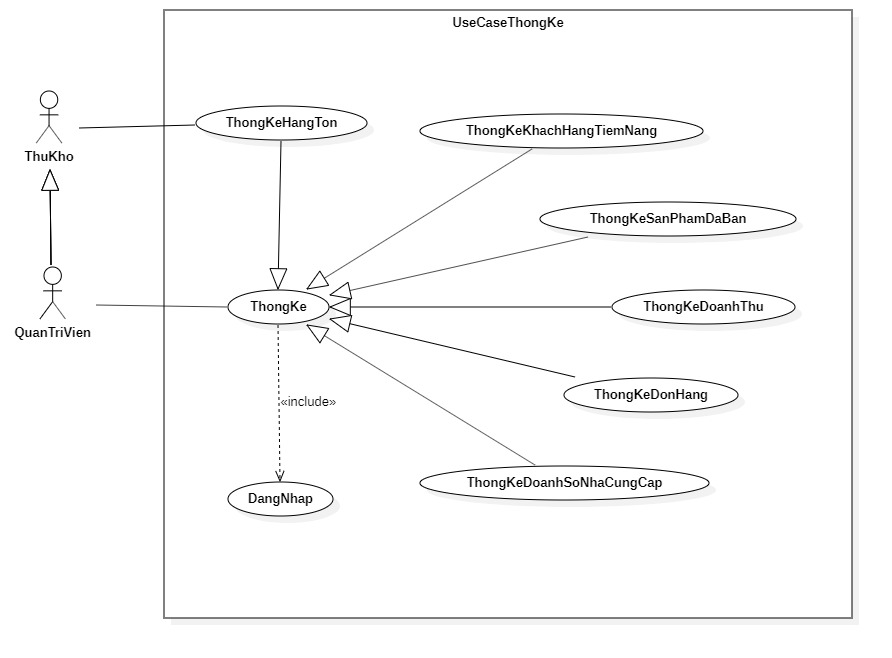 UseCaseThongKe
ThongKeHangTon
ThongKeKhachHangTiemNang
ThuKho
ThongKeSanPhamDaBan
ThongKe
ThongKeDoanhThu
QuanTriVien
ThongKeDonHang
«include»
ThongKeDoanhSoNhaCungCap
DangNhap